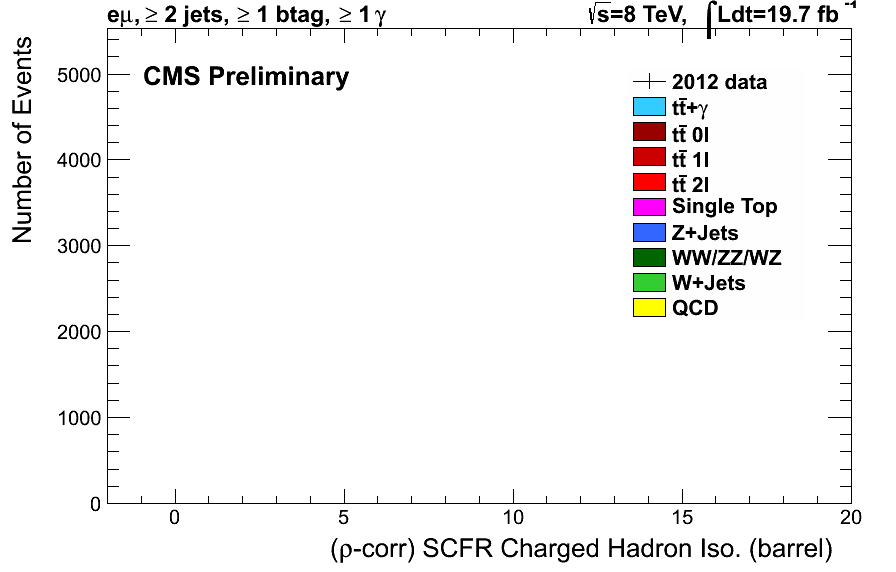 eμ, ≥ 2 jets, ≥ 1 btag, ≥ 1 γ
√s=8 TeV, ∫Ldt=19.7 fb⁻¹
CMS Preliminary
2012 data
tt̄+γ
tt̄ 0l
tt̄ 1l
tt̄ 2l
Single Top
Z+Jets
WW/ZZ/WZ
W+Jets
QCD
Number of Events
5000
4000
3000
2000
1000
0
0 5 10 15 20
(ρ-corr) SCFR Charged Hadron Iso. (barrel)